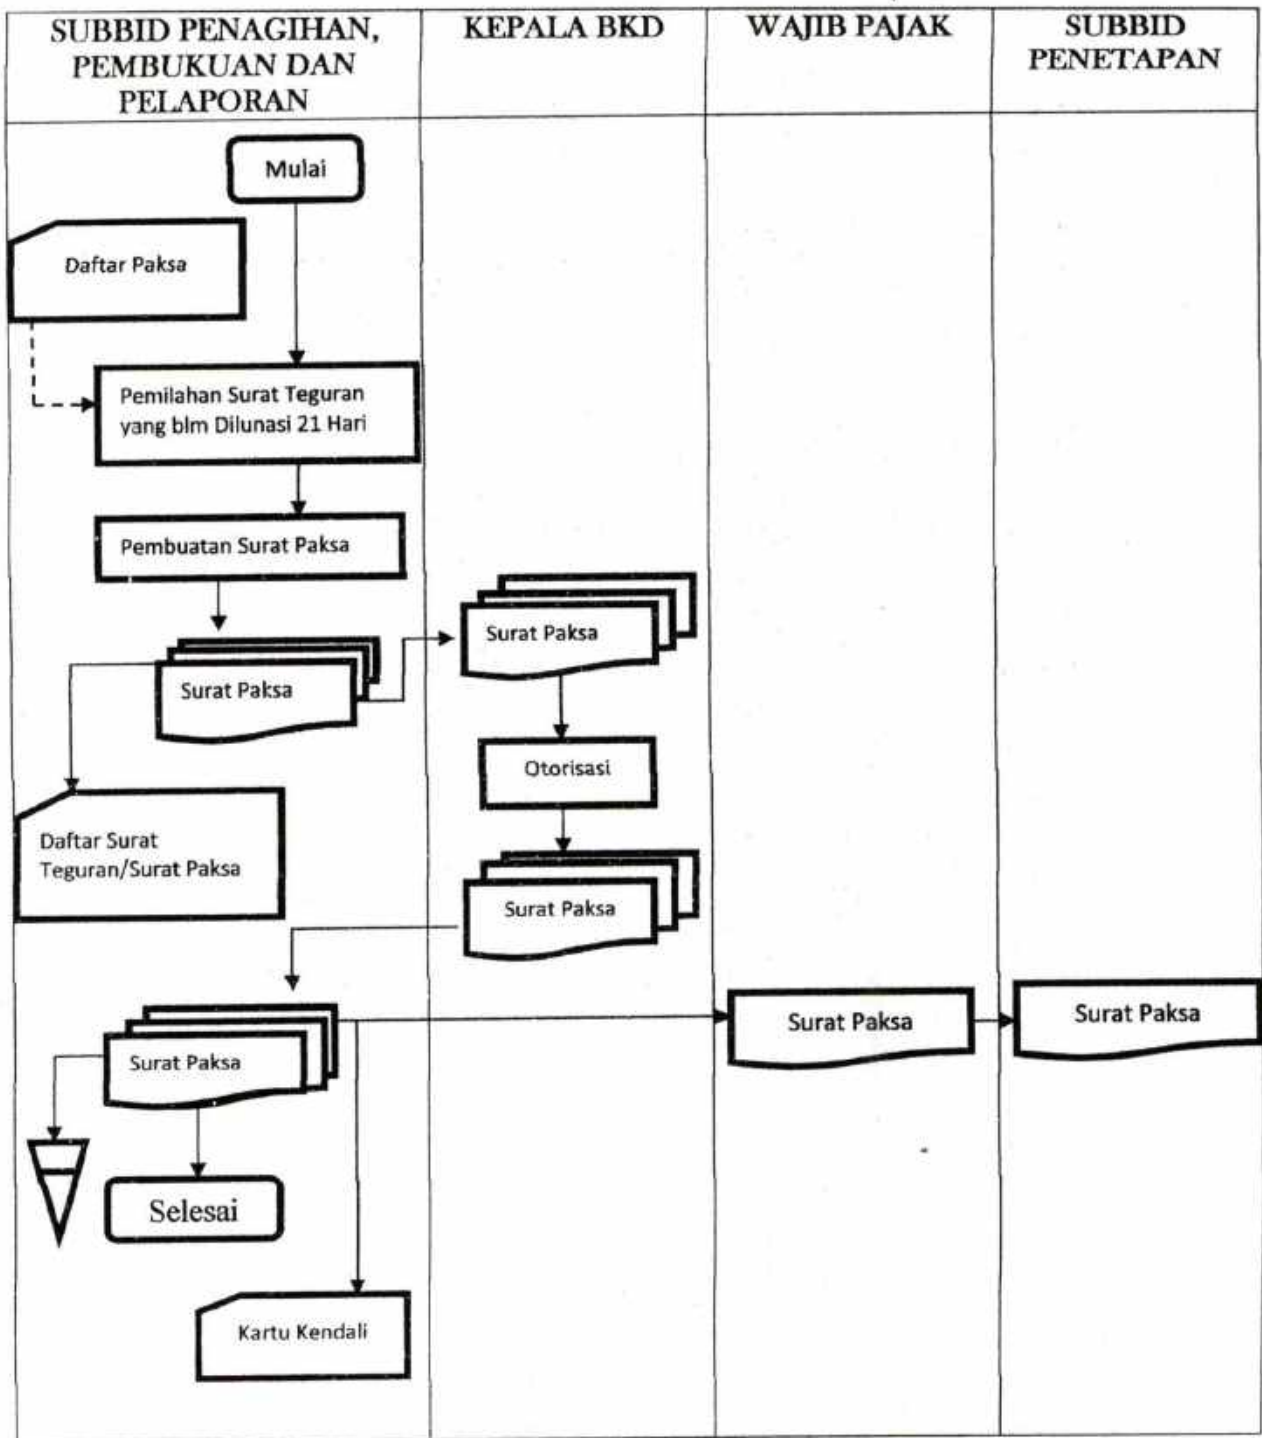 SUBBID PENAGIHAN,
PEMBUKUAN DAN
PELAPORAN
KEPALA BKD
WAJIB PAJAK
SUBBID
PENETAPAN
Mulai
Daftar Paksa
Pemilahan Surat Teguran
yang blm Dilunasi 21 Hari
Pembuatan Surat Paksa
Surat Paksa
Surat Paksa
Otorisasi
Daftar Surat
Teguran/Surat Paksa
Surat Paksa
Surat Paksa
Surat Paksa
Surat Paksa
Selesai
Kartu Kendali